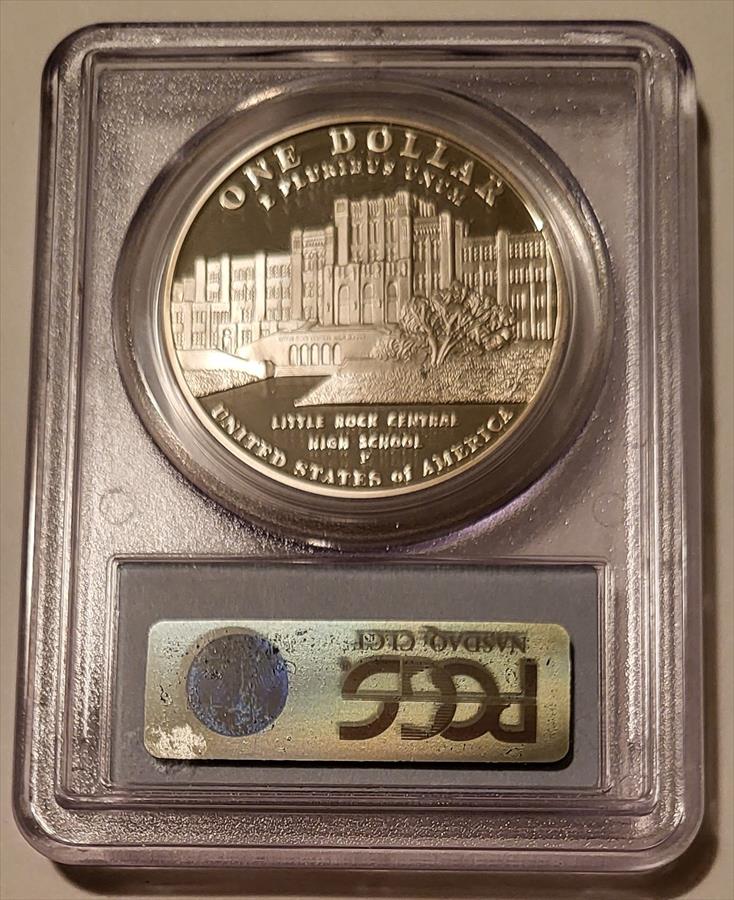 ONE DOLLAR
E PLURIBUS UNUM
LITTLE ROCK CENTRAL
HIGH SCHOOL
P
UNITED STATES of AMERICA
NASDAQ, CLCT
PCGS